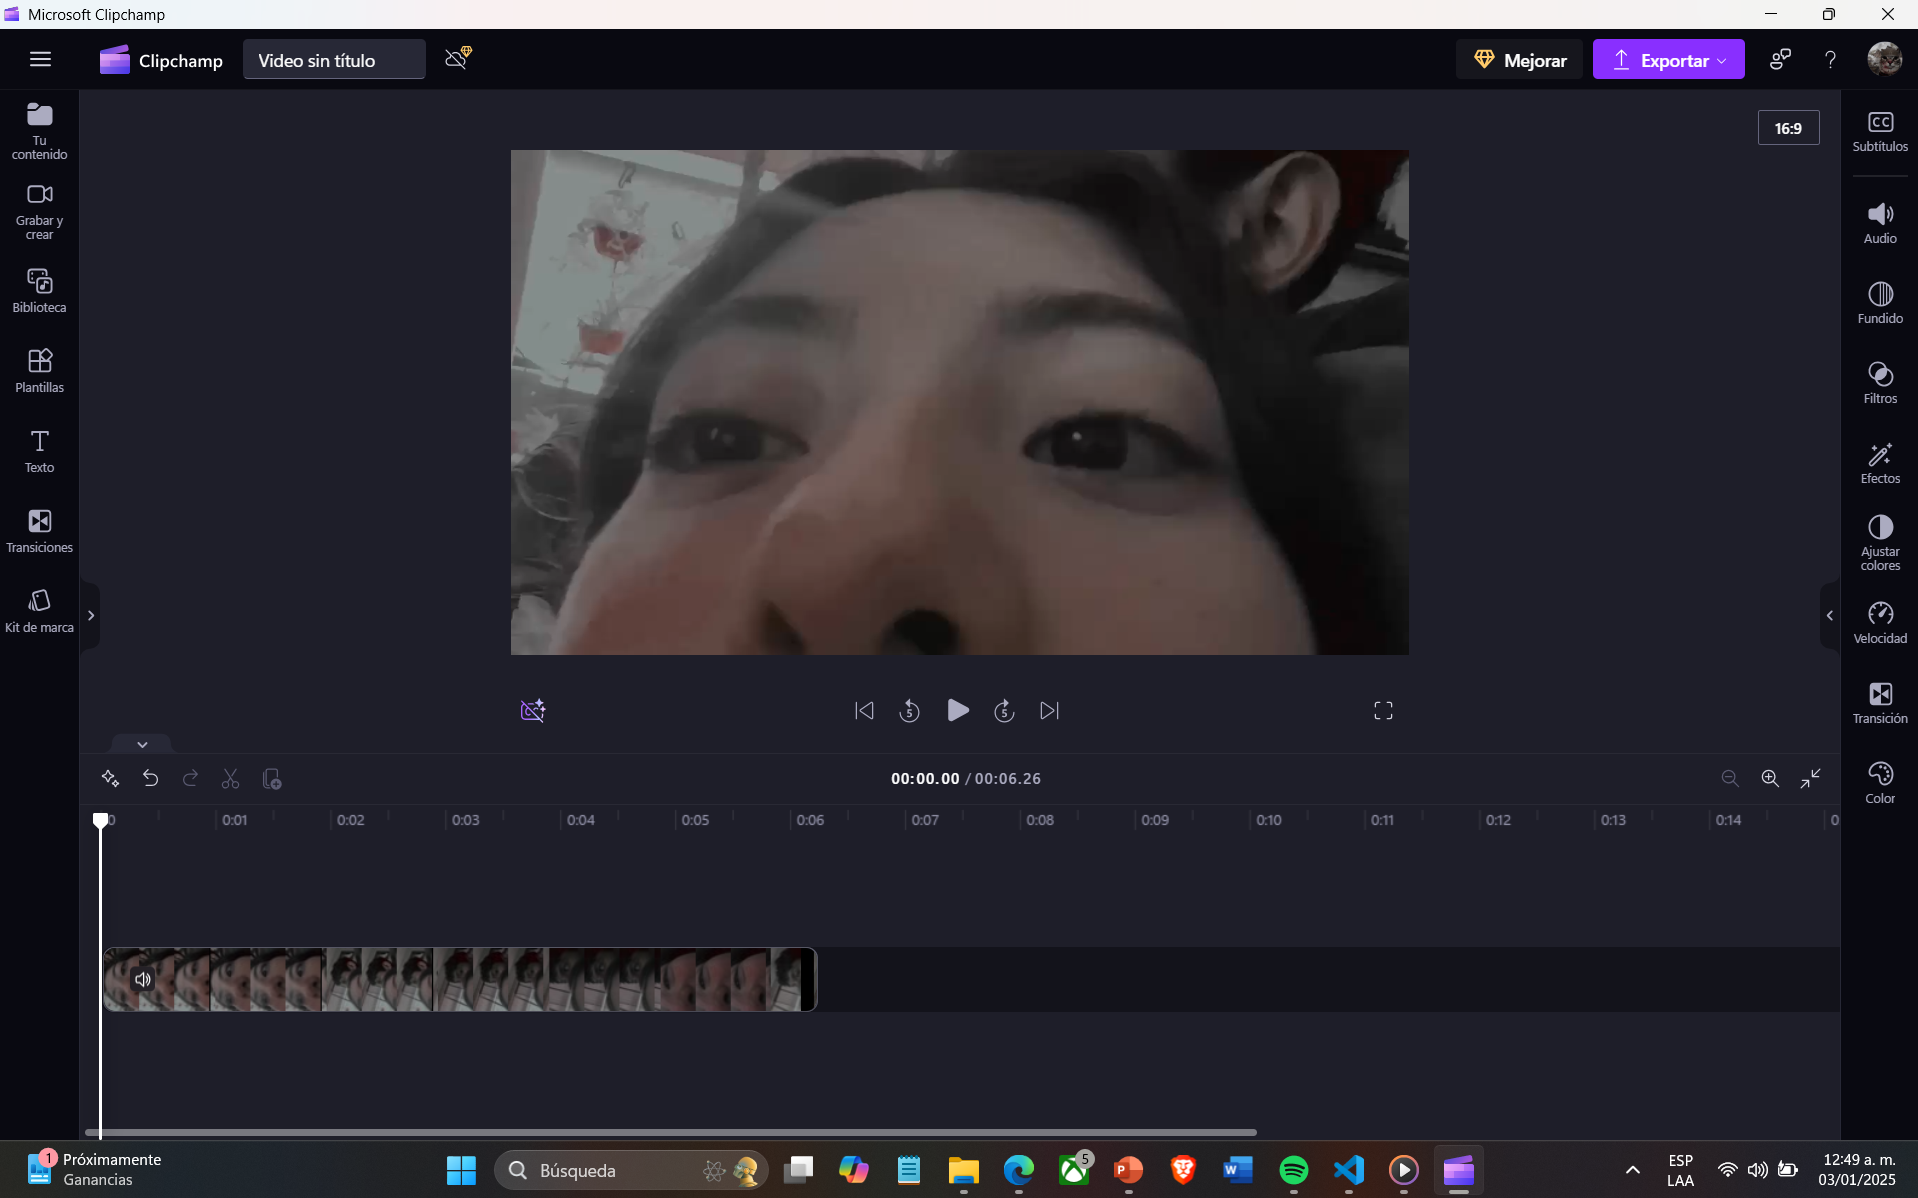 Microsoft Clipchamp
Clipchamp
Video sin título
Mejorar
Exportar
?
Tu
contenido
Grabar y
crear
Biblioteca
Plantillas
Texto
Transiciones
Kit de marca
16:9
CC
Subtítulos
Audio
Fundido
Filtros
Efectos
Ajustar
colores
Velocidad
Transición
Color
5
5
00:00.00 / 00:06.26
0
0:01
0:02
0:03
0:04
0:05
0:06
0:07
0:08
0:09
0:10
0:11
0:12
0:13
0:14
0
1
Próximamente
Ganancias
Búsqueda
5
ESP
LAA
12:49 a. m.
03/01/2025